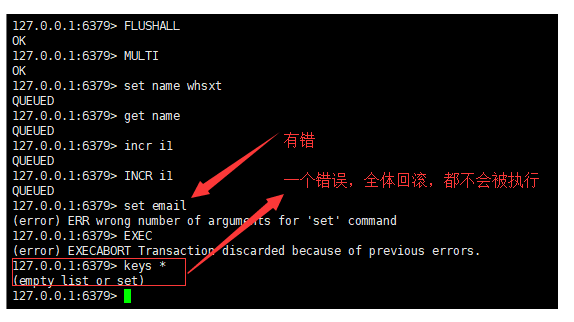 127.0.0.1:6379> FLUSHALL
OK
127.0.0.1:6379> MULTI
OK
127.0.0.1:6379> set name whsxt
QUEUED
127.0.0.1:6379> get name
QUEUED
127.0.0.1:6379> incr i1
QUEUED
127.0.0.1:6379> INCR i1
QUEUED
127.0.0.1:6379> set email
(error) ERR wrong number of arguments for 'set' command
127.0.0.1:6379> EXEC
(error) EXECABORT Transaction discarded because of previous errors.
127.0.0.1:6379> keys *
(empty list or set)
127.0.0.1:6379>
有错
一个错误，全体回滚，都不会被执行